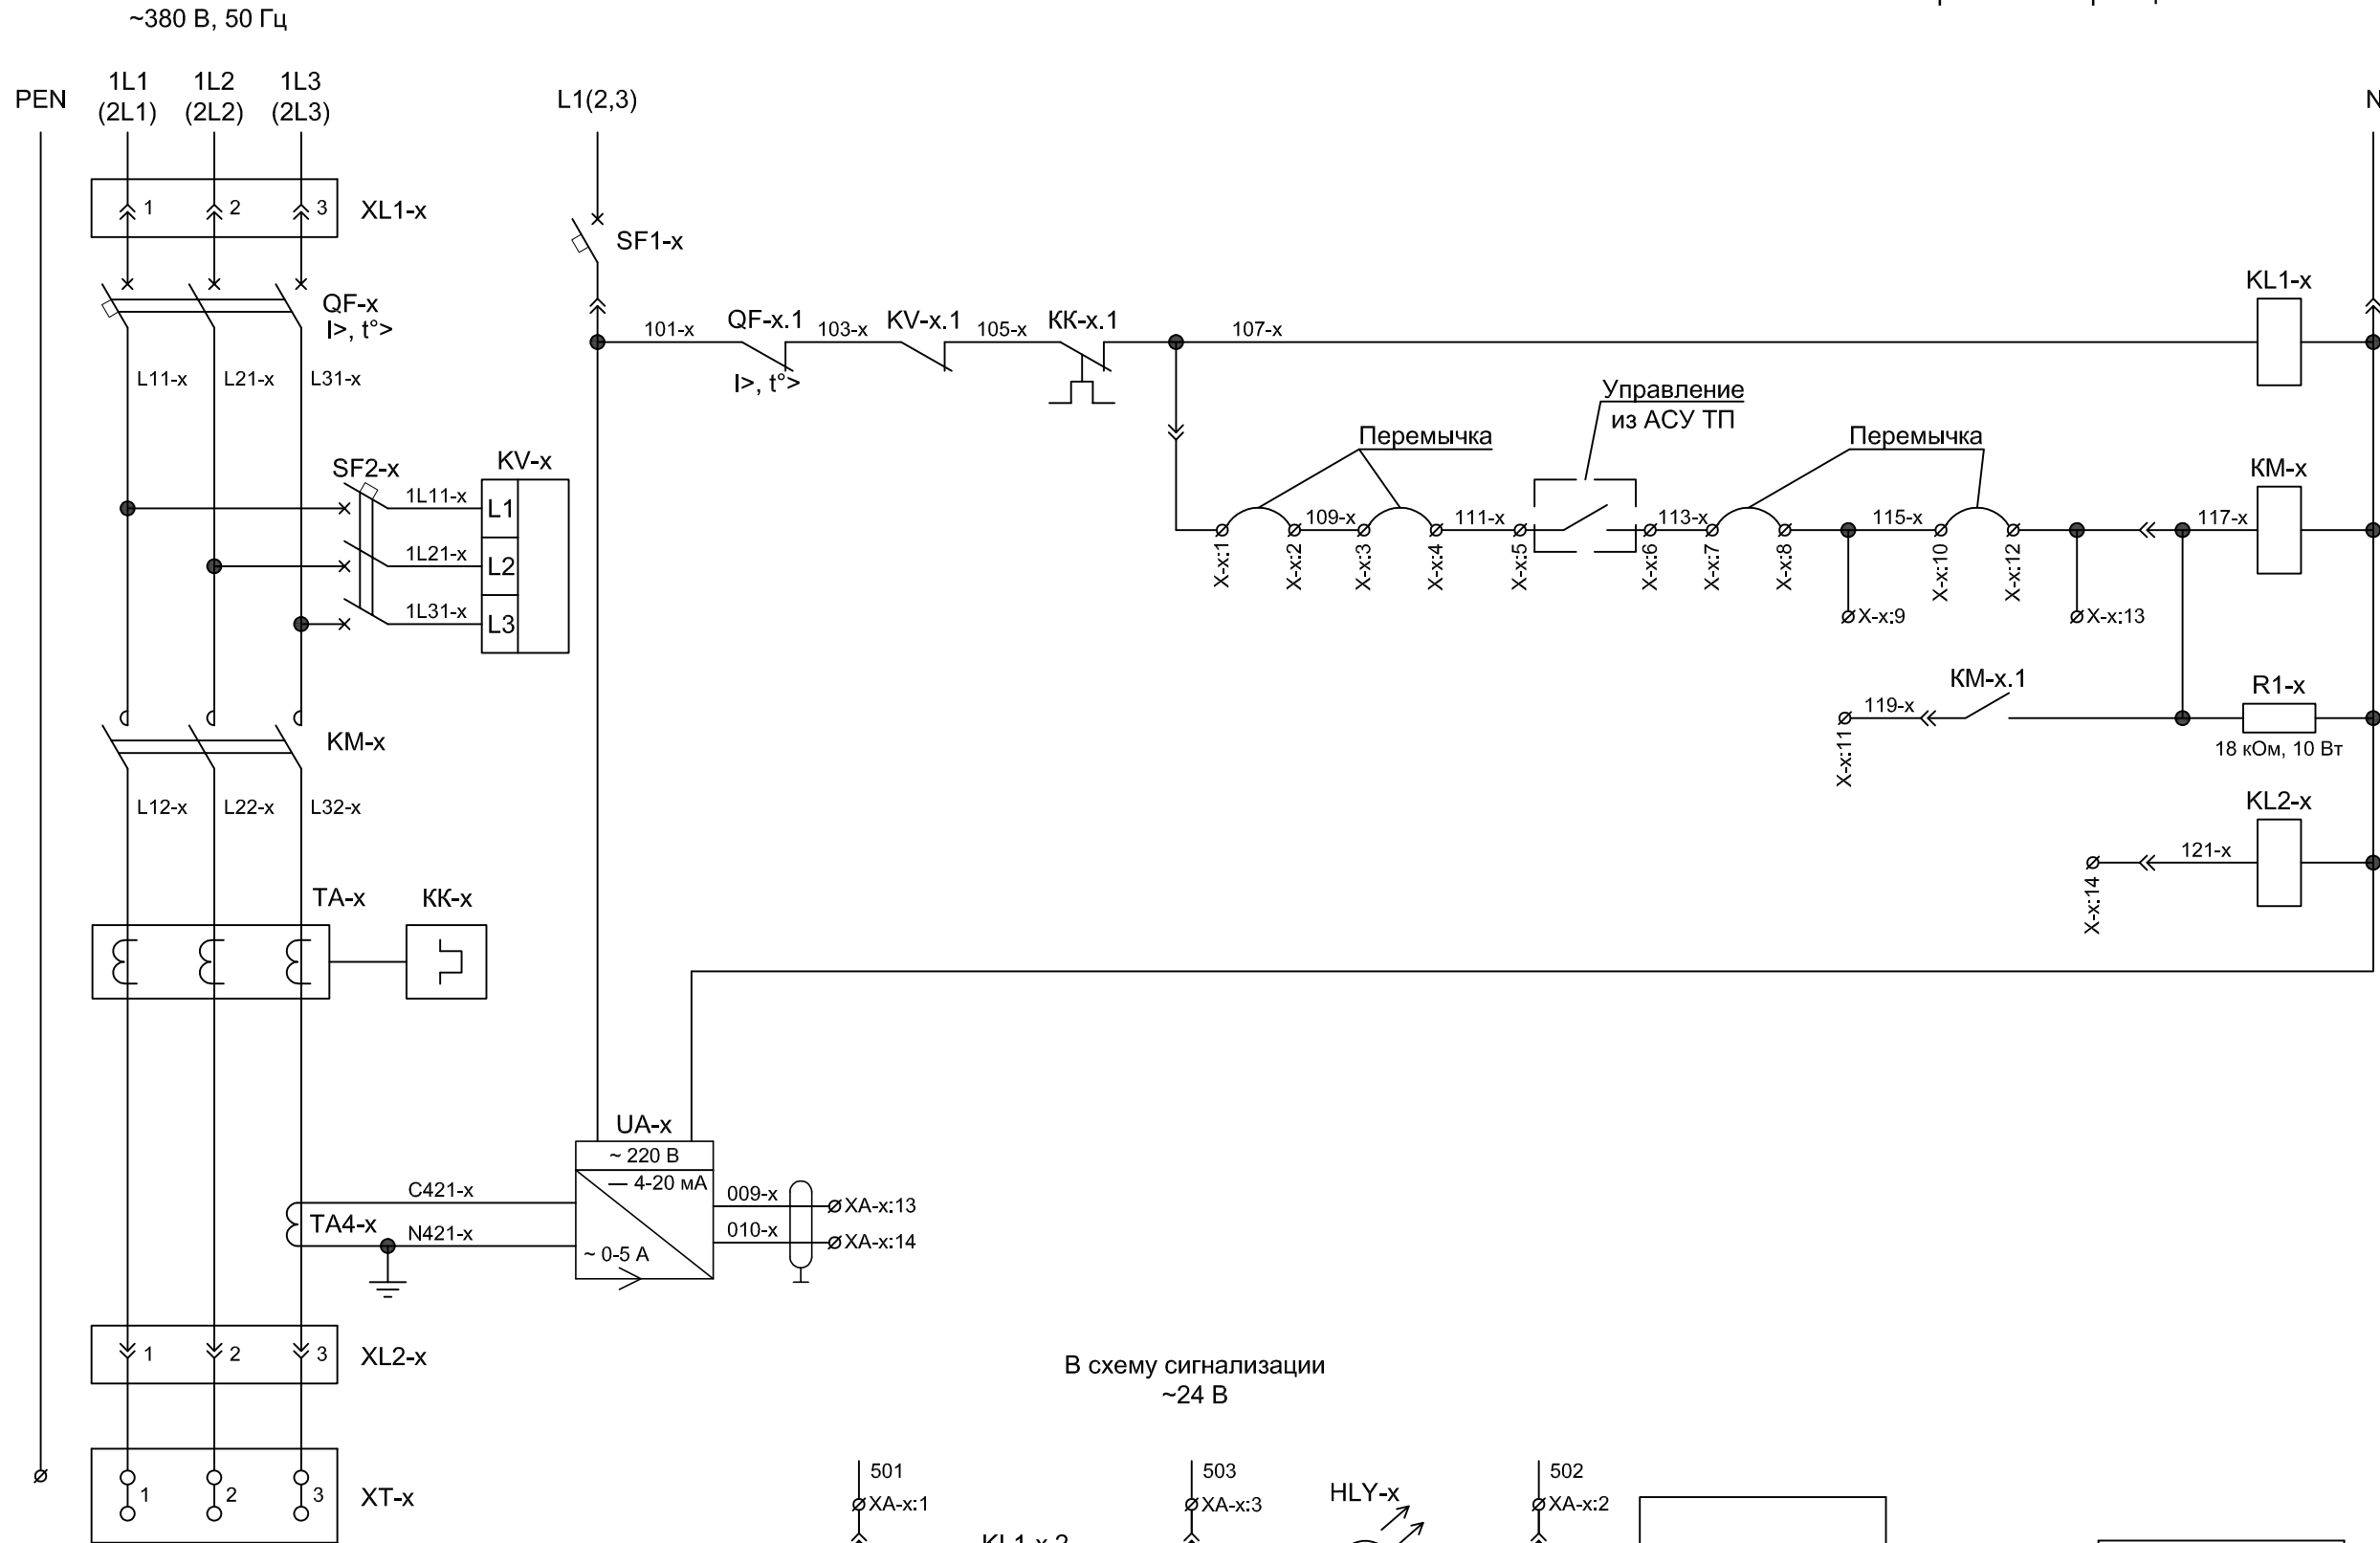 ~380 В, 50 Гц
PEN
1L1
(2L1)
1L2
(2L2)
1L3
(2L3)
L1(2,3)
N
1
2
3
XL1-x
SF1-x
QF-x
I>, t°>
L11-x
L21-x
L31-x
101-x
QF-x.1
I>, t°>
103-x
KV-x.1
105-x
КК-x.1
107-x
KL1-x
Управление
из АСУ ТП
Перемычка
Перемычка
SF2-x
KV-x
1L11-x
L1
1L21-x
L2
1L31-x
L3
КМ-x
109-x
111-x
113-x
115-x
117-x
X-x:1
X-x:2
X-x:3
X-x:4
X-x:5
X-x:6
X-x:7
X-x:8
X-x:10
X-x:12
X-x:9
X-x:13
КМ-x
119-x
КМ-x.1
R1-x
18 кОм, 10 Вт
X-x:11
L12-x
L22-x
L32-x
KL2-x
121-x
X-x:14
TA-x
КК-x
UA-x
~ 220 В
— 4-20 мА
~ 0-5 А
C421-x
TA4-x
N421-x
009-x
XA-x:13
010-x
XA-x:14
1
2
3
XL2-x
В схему сигнализации
~24 В
1
2
3
XT-x
501
XA-x:1
503
XA-x:3
HLY-x
502
XA-x:2
KL1-x.2